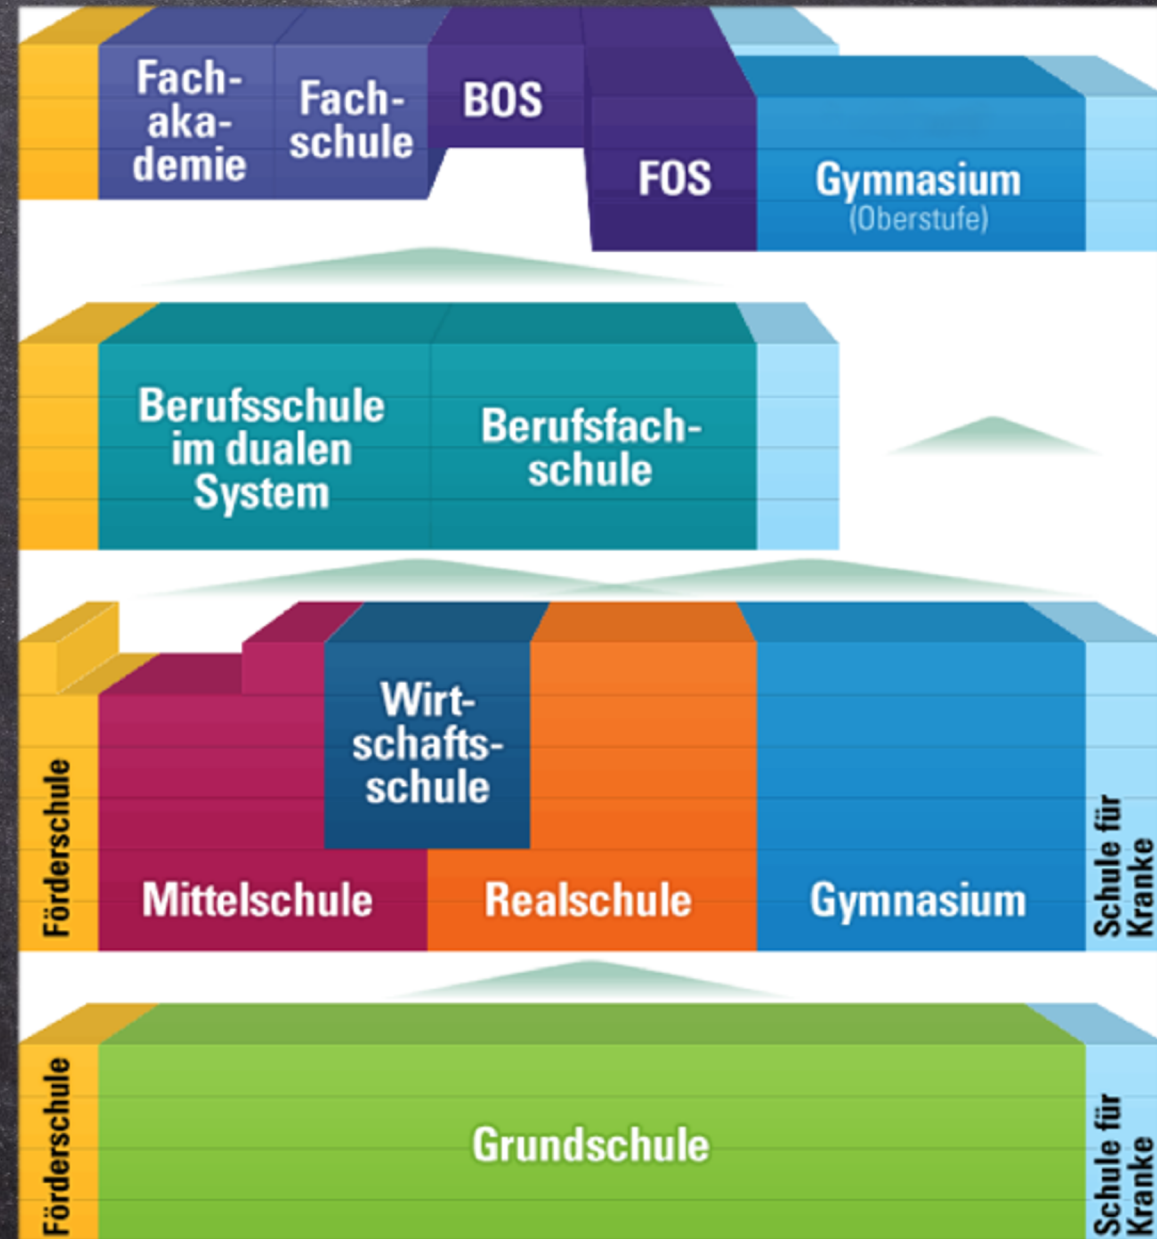 Fach-
aka-
demie
Fach-
schule
BOS
FOS
Gymnasium
(Oberstufe)
Berufsschule
im dualen
System
Berufsfach-
schule
Förderschule
Mittelschule
Wirt-
schafts-
schule
Realschule
Gymnasium
Schule für
Kranke
Förderschule
Grundschule
Schule für
Kranke